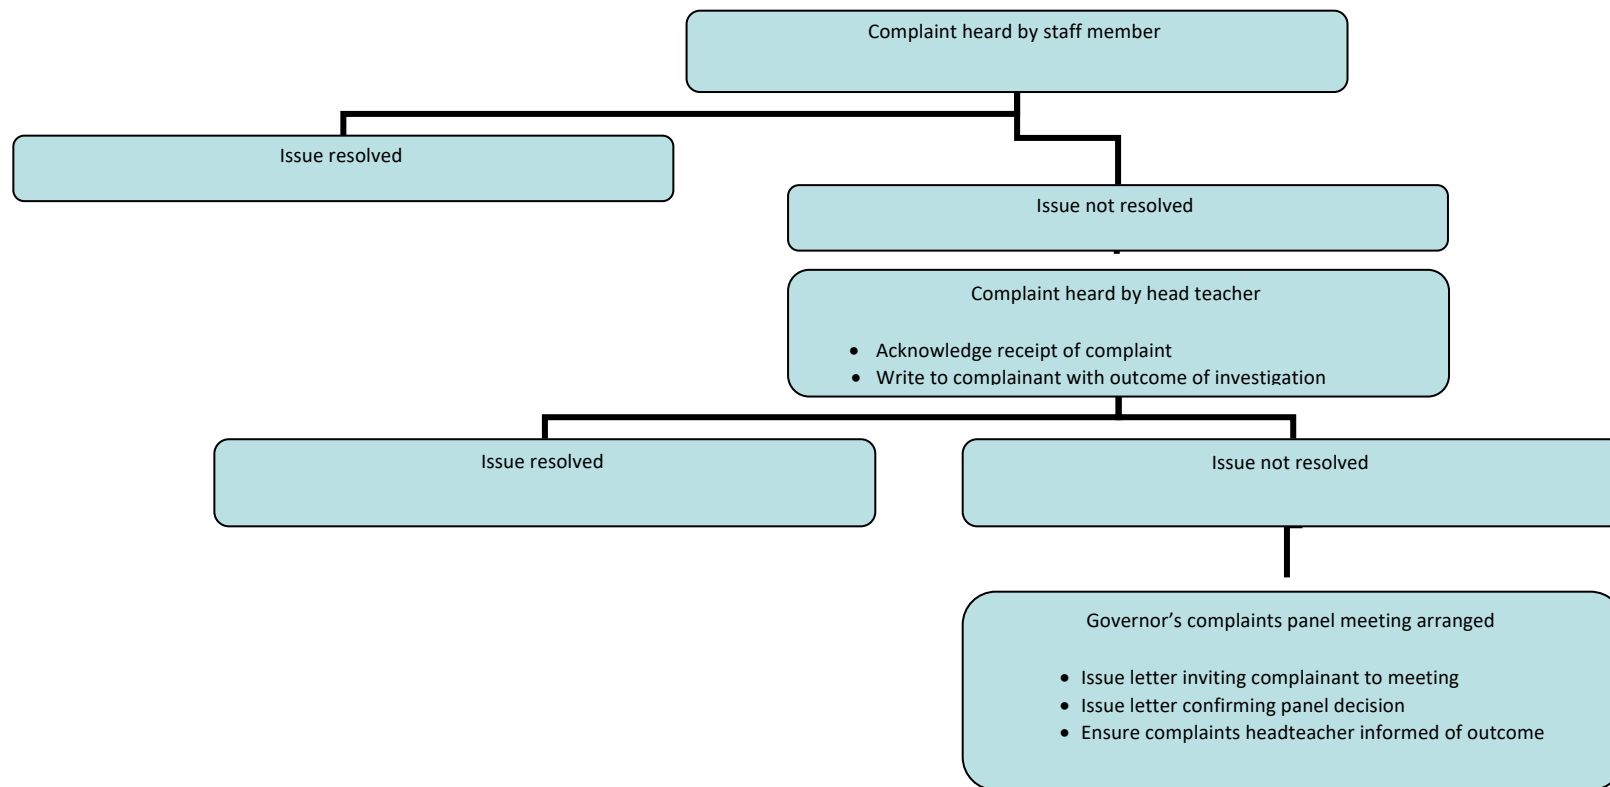 Complaint heard by staff member
Issue resolved
Issue not resolved
Complaint heard by head teacher
• Acknowledge receipt of complaint
• Write to complainant with outcome of investigation
Issue resolved
Issue not resolved
Governor’s complaints panel meeting arranged
• Issue letter inviting complainant to meeting
• Issue letter confirming panel decision
• Ensure complaints headteacher informed of outcome